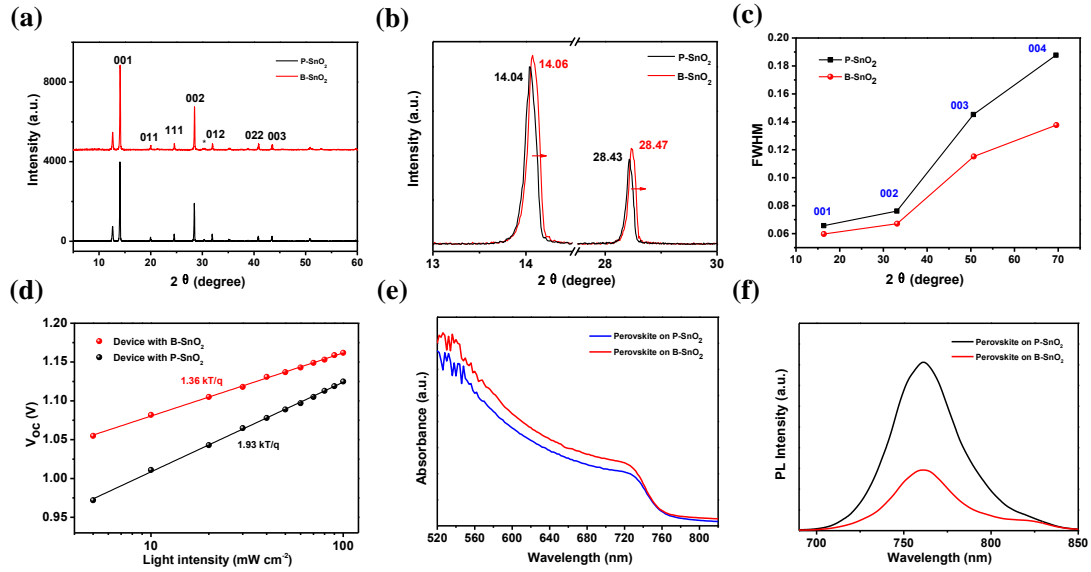 (a)
Intensity (a.u.)
8000
4000
0
P-SnO₂
B-SnO₂
001
011
111
002
*
012
022
003
10 20 30 40 50 60
2 θ (degree)
(b)
Intensity (a.u.)
P-SnO₂
B-SnO₂
14.04
14.06
28.43
28.47
13 14 28 30
2 θ (degree)
(c)
FWHM
0.20
0.18
0.16
0.14
0.12
0.10
0.08
0.06
P-SnO₂
B-SnO₂
001
002
003
004
10 20 30 40 50 60 70 80
2 θ (degree)
(d)
V_OC (V)
1.20
1.15
1.10
1.05
1.00
0.95
Device with B-SnO₂
Device with P-SnO₂
1.36 kT/q
1.93 kT/q
10 100
Light intensity (mW cm⁻²)
(e)
Absorbance (a.u.)
Perovskite on P-SnO₂
Perovskite on B-SnO₂
520 560 600 640 680 720 760 800
Wavelength (nm)
(f)
PL Intensity (a.u.)
Perovskite on P-SnO₂
Perovskite on B-SnO₂
700 750 800 850
Wavelength (nm)